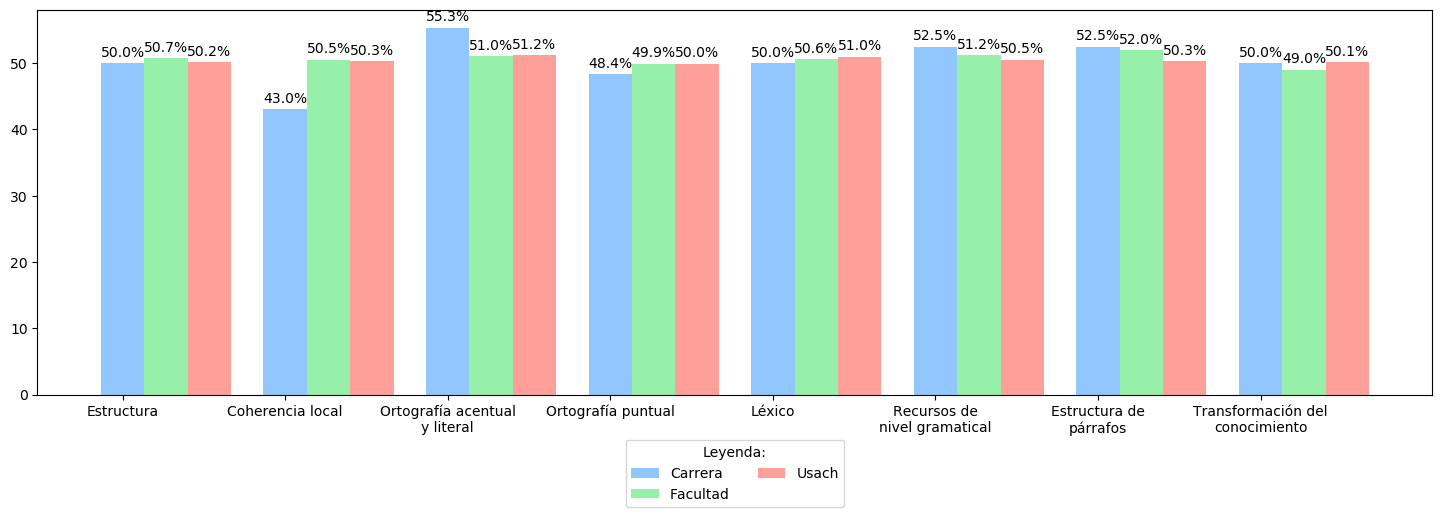 55.3%
50.0% 50.7% 50.2% 43.0% 50.5% 50.3% 51.0% 51.2% 48.4% 49.9% 50.0% 50.0% 50.6% 51.0% 52.5% 51.2% 50.5% 52.5% 52.0% 50.3% 50.0% 49.0% 50.1%
50
40
30
20
10
0
Estructura
Coherencia local
Ortografía acentual
y literal
Ortografía puntual
Léxico
Recursos de
nivel gramatical
Estructura de
párrafos
Transformación del
conocimiento
Leyenda:
Carrera
Facultad
Usach